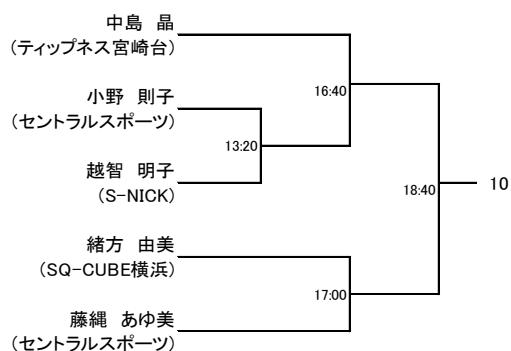 中島　晶
(ティップネス宮崎台)
16:40
小野　則子
(セントラルスポーツ)
13:20
越智　明子
(S-NICK)
18:40
10
緒方　由美
(SQ-CUBE横浜)
17:00
藤縄　あゆ美
(セントラルスポーツ)